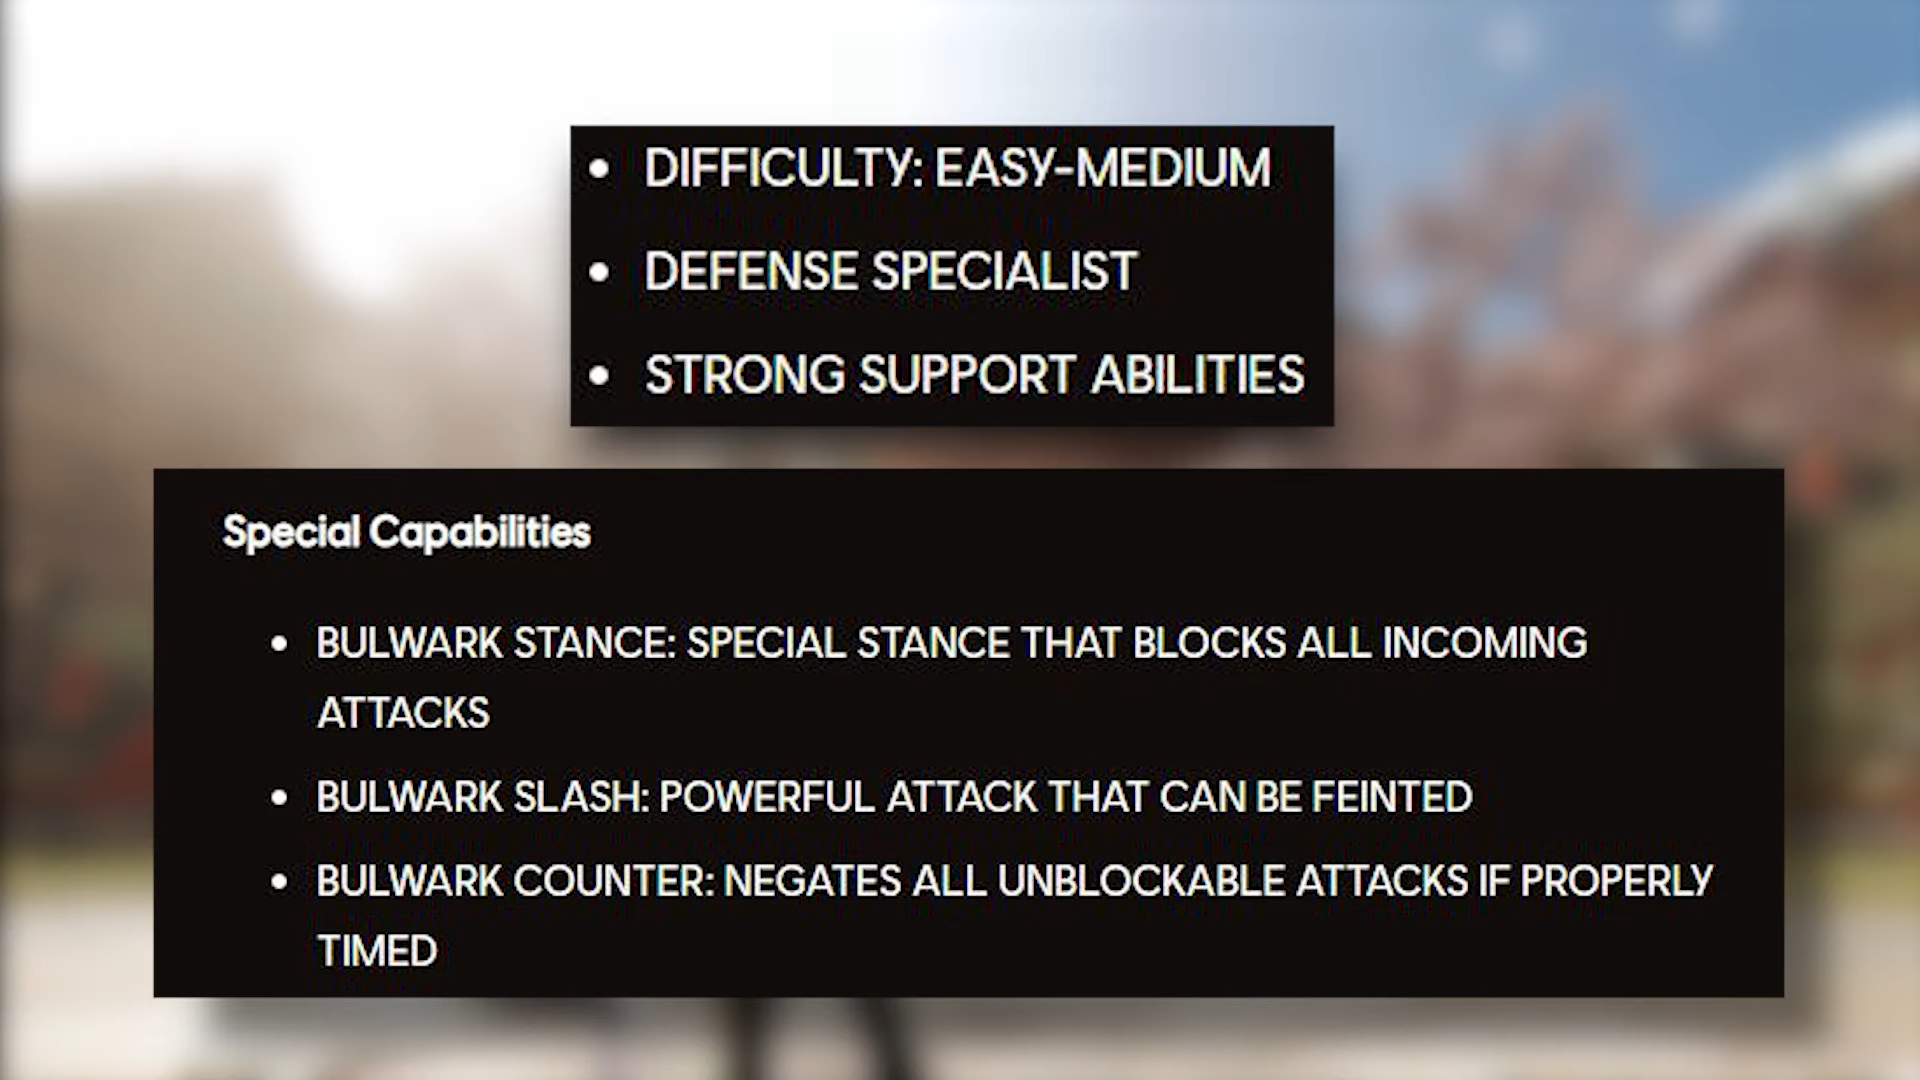 • DIFFICULTY: EASY-MEDIUM
• DEFENSE SPECIALIST
• STRONG SUPPORT ABILITIES
Special Capabilities
• BULWARK STANCE: SPECIAL STANCE THAT BLOCKS ALL INCOMING
ATTACKS
• BULWARK SLASH: POWERFUL ATTACK THAT CAN BE FEINTED
• BULWARK COUNTER: NEGATES ALL UNBLOCKABLE ATTACKS IF PROPERLY
TIMED